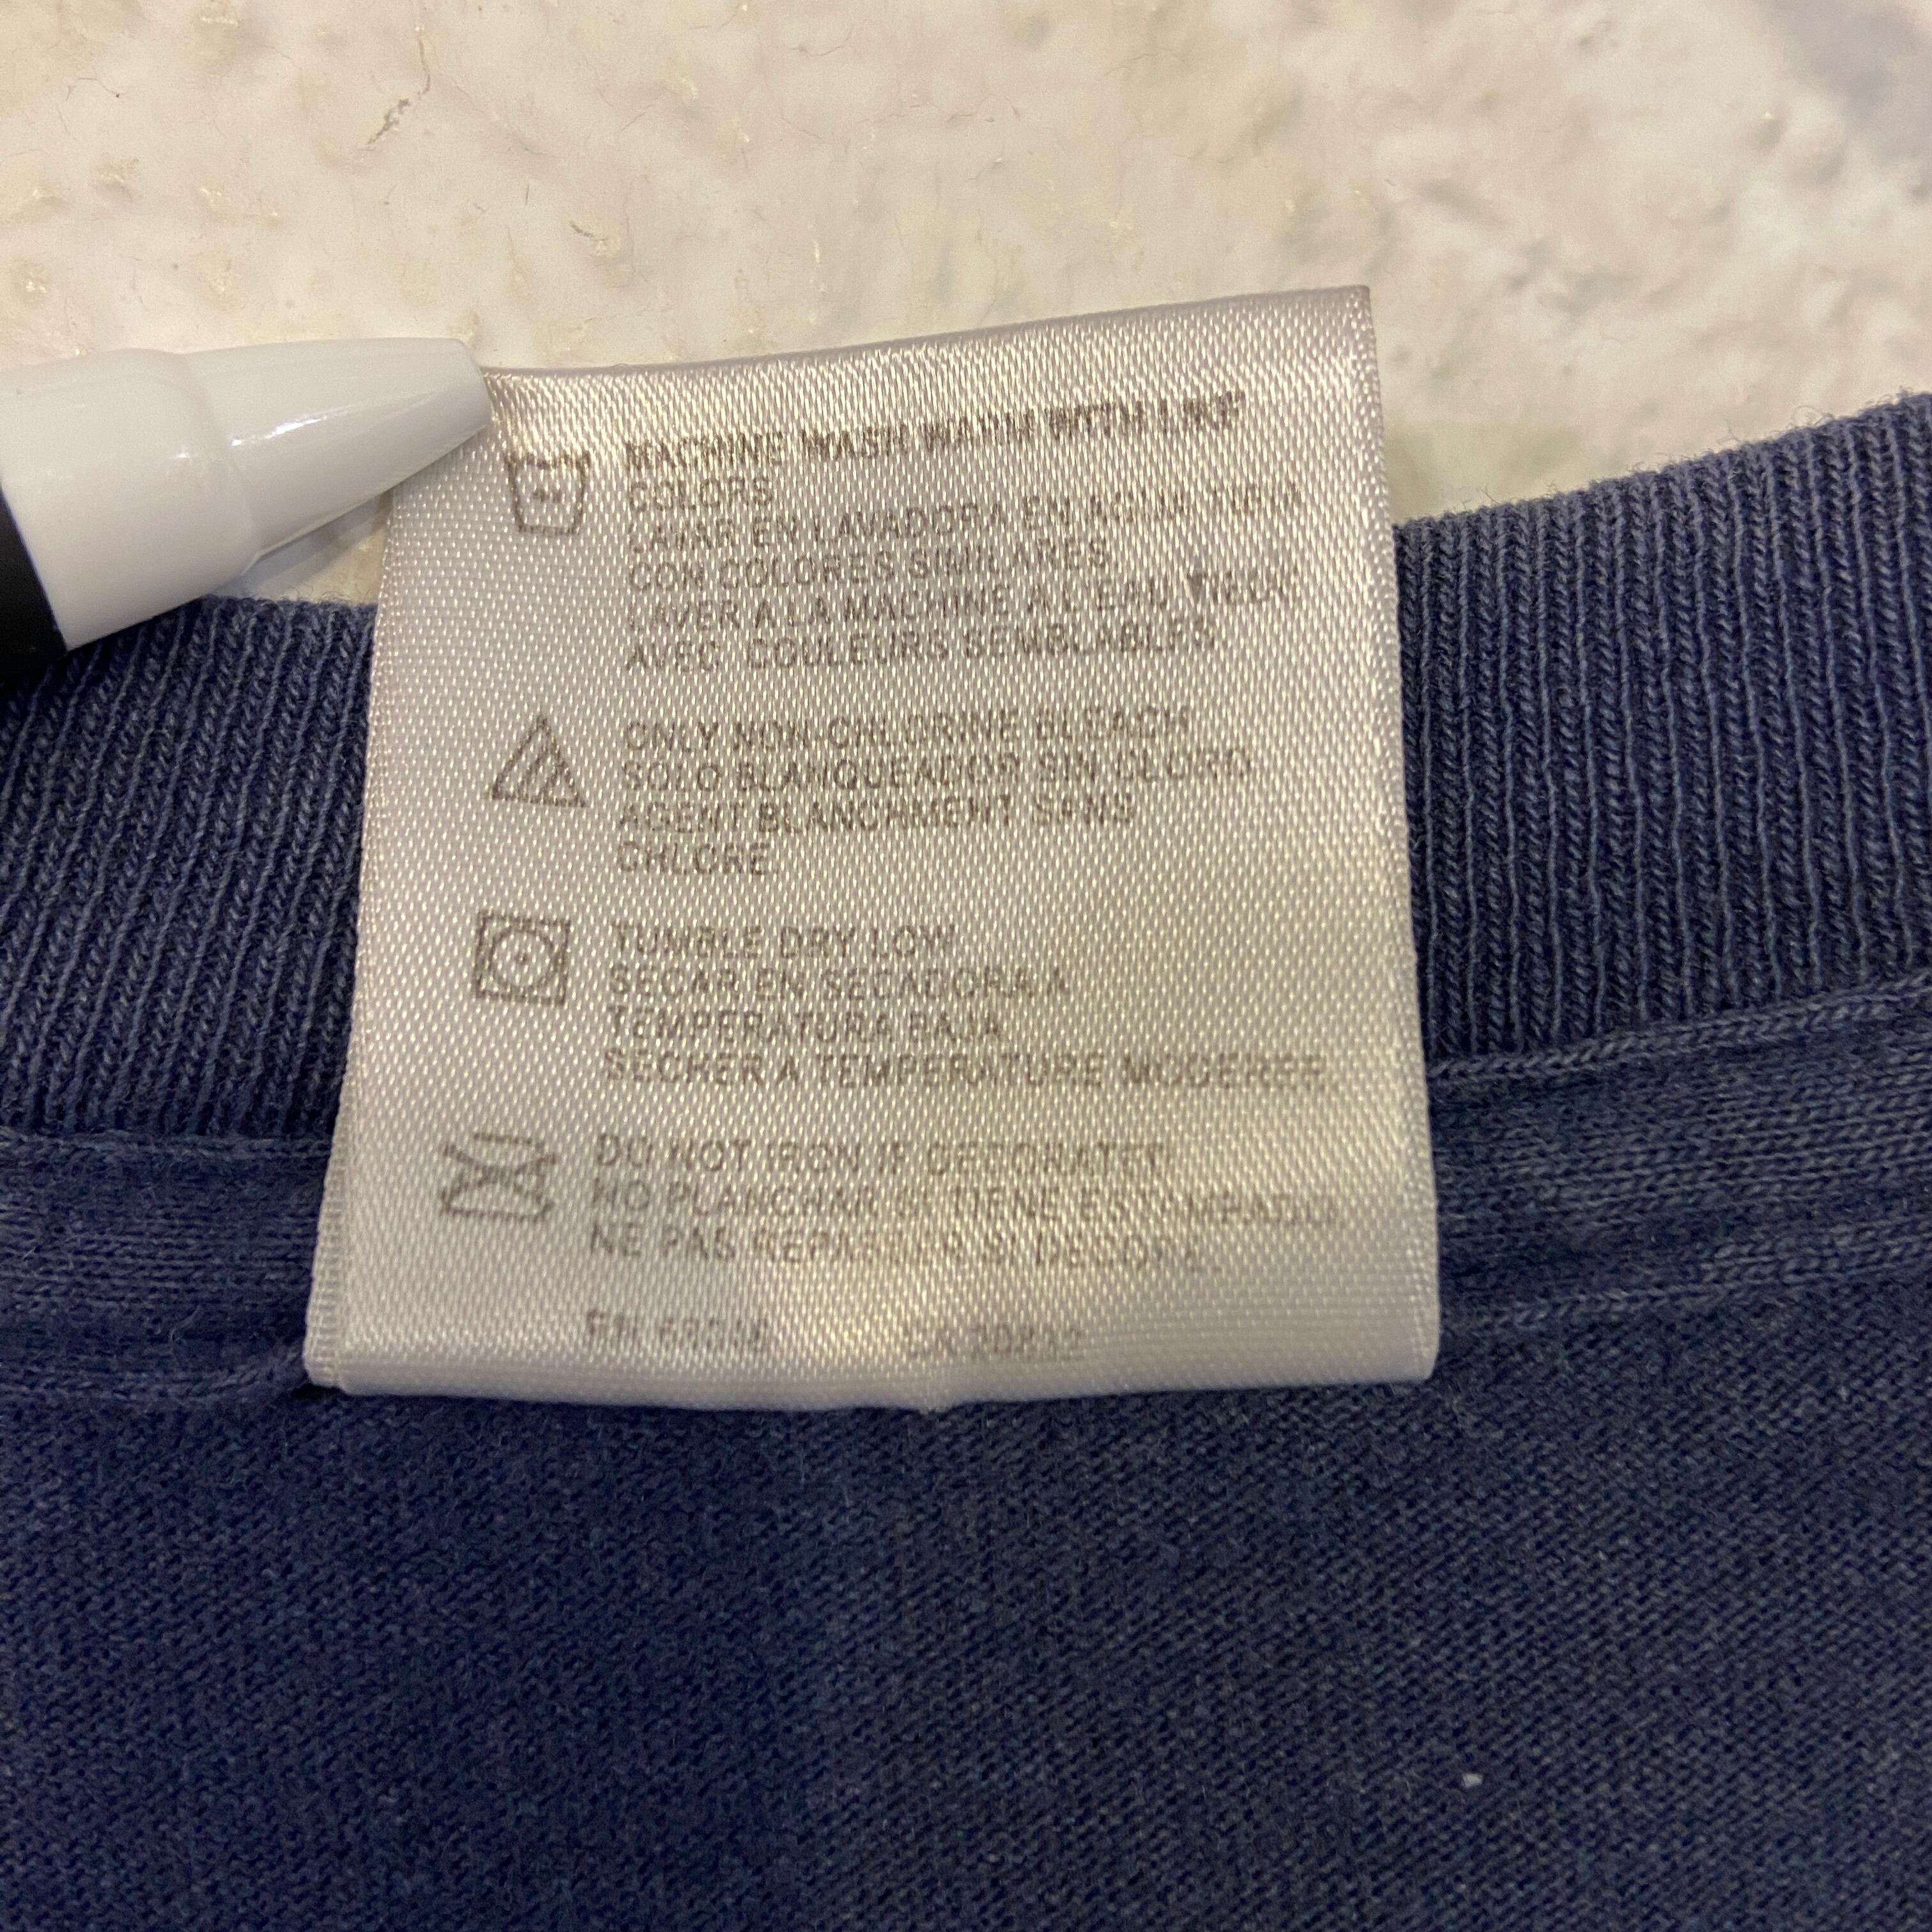 MACHINE WASH WARM WITH LIKE
COLORS
LAVAR EN LAVADORA EN AGUA TIBIA
CON COLORES SIMILARES
LAVER A LA MACHINE A L'EAU TIEDE
AVEC COULEURS SEMBLABLES
ONLY NON CHLORINE BLEACH
SOLO BLANQUEADOR SIN CLORO
AGENT BLANCHIMENT SANS
CHLORE
TUMBLE DRY LOW
SECAR EN SECADORA A
TEMPERATURA BAJA
SECHER A TEMPERATURE MODEREE
DO NOT IRON IF DECORATED
NO PLANCHAR SI TIENE ESTAMPADO
NE PAS REPASSER SI DECORE